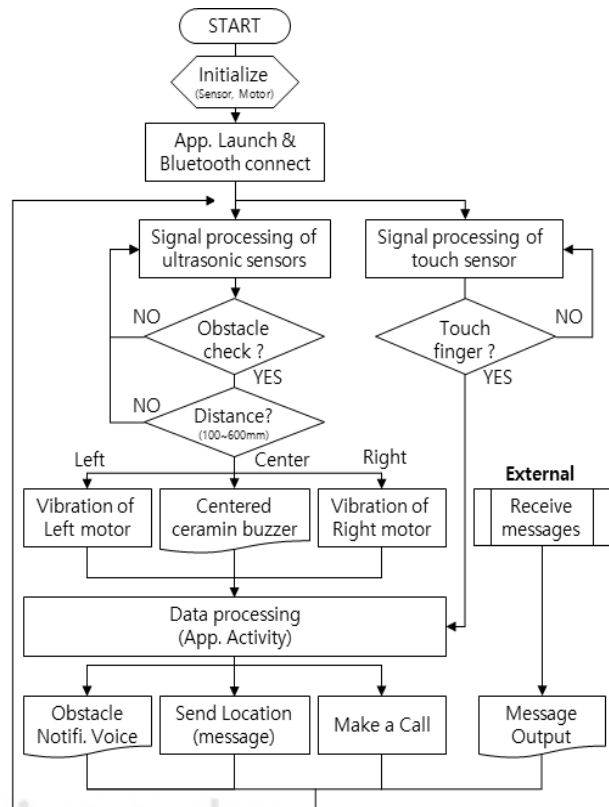 START
Initialize
(Sensor, Motor)
App. Launch &
Bluetooth connect
Signal processing of
ultrasonic sensors
Signal processing of
touch sensor
NO
Obstacle
check ?
Touch
finger ?
NO
YES
YES
NO
Distance?
(100~600mm)
Left
Center
Right
Vibration of
Left motor
Centered
ceramin buzzer
Vibration of
Right motor
External
Receive
messages
Data processing
(App. Activity)
Obstacle
Notifi. Voice
Send Location
(message)
Make a Call
Message
Output